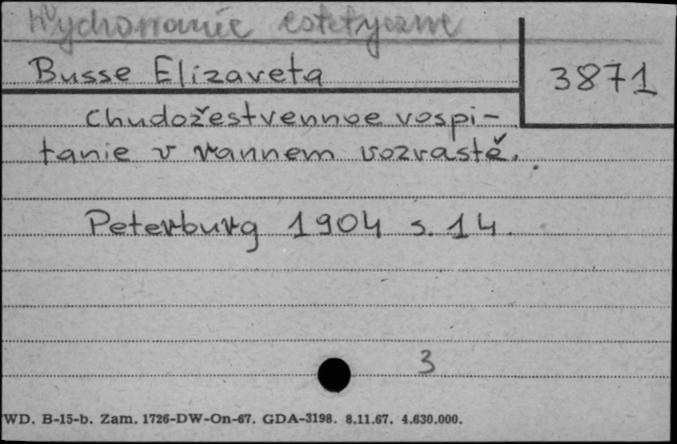 Wychowanie estetyczne
Busse Elizaveta
3871
Chudožestvennoe vospi-
tanie v rannem vozrastě.
Peterburg 1904 s. 14.
3
WD. B-15-b. Zam. 1726-DW-On-67. GDA-3198. 8.11.67. 4.630.000.